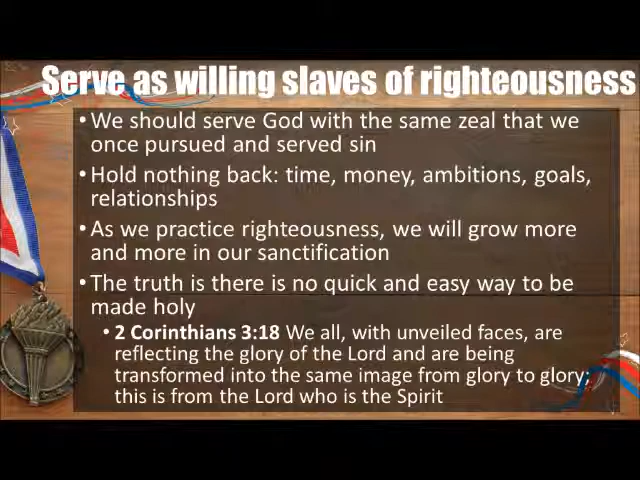 Serve as willing slaves of righteousness
• We should serve God with the same zeal that we
once pursued and served sin
• Hold nothing back: time, money, ambitions, goals,
relationships
• As we practice righteousness, we will grow more
and more in our sanctification
• The truth is there is no quick and easy way to be
made holy
• 2 Corinthians 3:18 We all, with unveiled faces, are
reflecting the glory of the Lord and are being
transformed into the same image from glory to glory;
this is from the Lord who is the Spirit